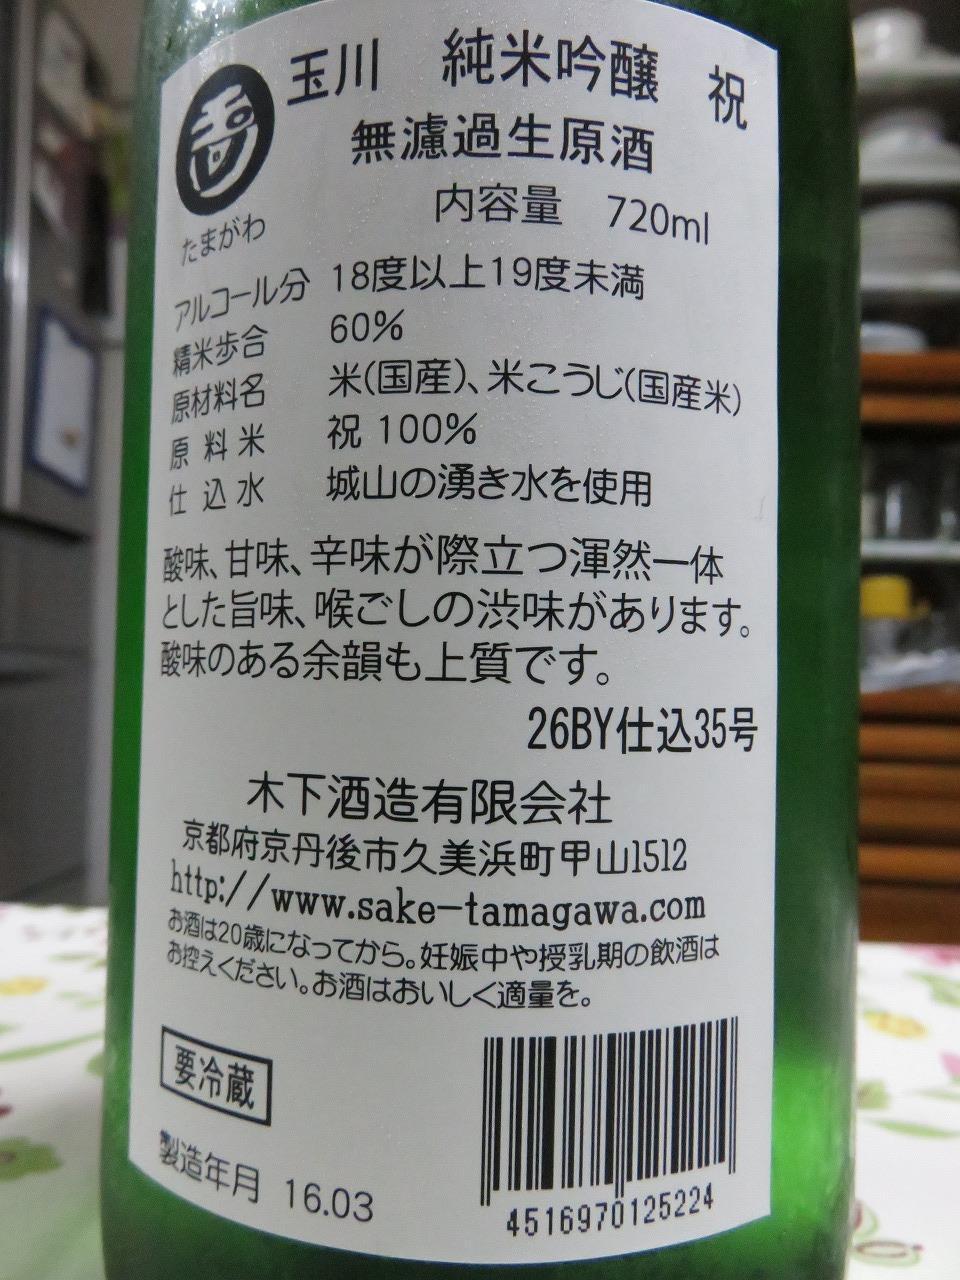 玉川 純米吟醸 祝
無濾過生原酒
たまがわ
内容量 720ml
アルコール分 18度以上19度未満
精米歩合 60%
原材料名 米(国産)、米こうじ(国産米)
原料米 祝 100%
仕込水 城山の湧き水を使用
酸味、甘味、辛味が際立つ渾然一体
とした旨味、喉ごしの渋味があります。
酸味のある余韻も上質です。
26BY仕込35号
木下酒造有限会社
京都府京丹後市久美浜町甲山1512
http://www.sake-tamagawa.com
お酒は20歳になってから。妊娠中や授乳期の飲酒は
お控えください。お酒はおいしく適量を。
要冷蔵
製造年月 16.03
4516970125224